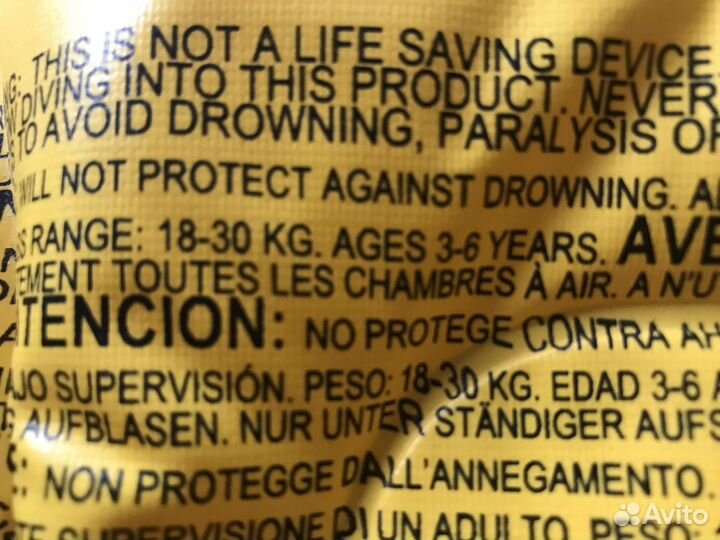 THIS IS NOT A LIFE SAVING DEVICE.
DIVING INTO THIS PRODUCT. NEVER
TO AVOID DROWNING, PARALYSIS OR
WILL NOT PROTECT AGAINST DROWNING.
RANGE: 18-30 KG. AGES 3-6 YEARS. AVE
TEMENT TOUTES LES CHAMBRES À AIR. A N'U
TENCION: NO PROTEGE CONTRA AH
AJO SUPERVISIÓN. PESO: 18-30 KG. EDAD 3-6
AUFBLASEN. NUR UNTER STÄNDIGER AUFS
NON PROTEGGE DALL'ANNEGAMENTO.
TE SUPERVISIONE DI UN ADULTO. PESO:
Avito